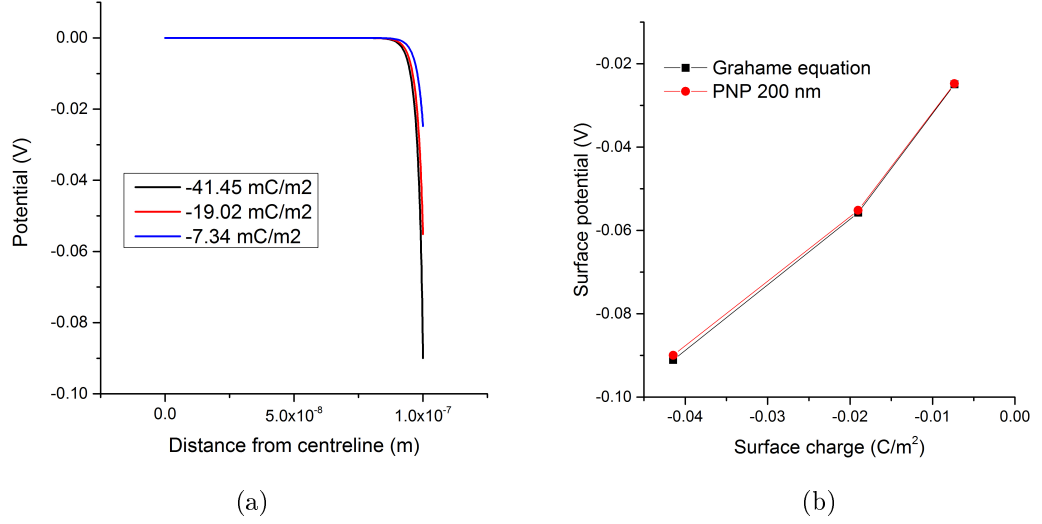 0.00
-0.02
-0.04
-0.06
-0.08
-0.10
Potential (V)
-41.45 mC/m2
-19.02 mC/m2
-7.34 mC/m2
0.0
5.0x10⁻⁸
1.0x10⁻⁷
Distance from centreline (m)
(a)
-0.02
-0.04
-0.06
-0.08
-0.10
Surface potential (V)
Grahame equation
PNP 200 nm
-0.04
-0.03
-0.02
-0.01
0.00
Surface charge (C/m²)
(b)